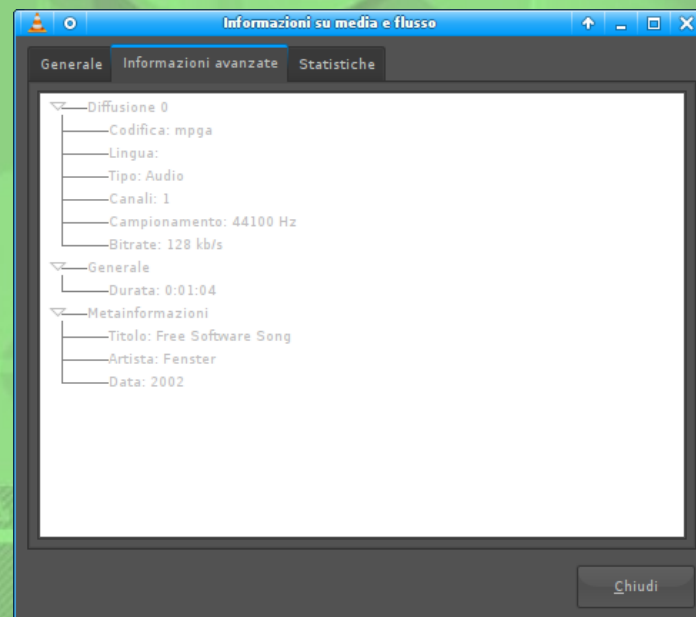 Informazioni su media e flusso
Generale Informazioni avanzate Statistiche
Diffusione 0
Codifica: mpga
Lingua:
Tipo: Audio
Canali: 1
Campionamento: 44100 Hz
Bitrate: 128 kb/s
Generale
Durata: 0:01:04
Metainformazioni
Titolo: Free Software Song
Artista: Fenster
Data: 2002
Chiudi